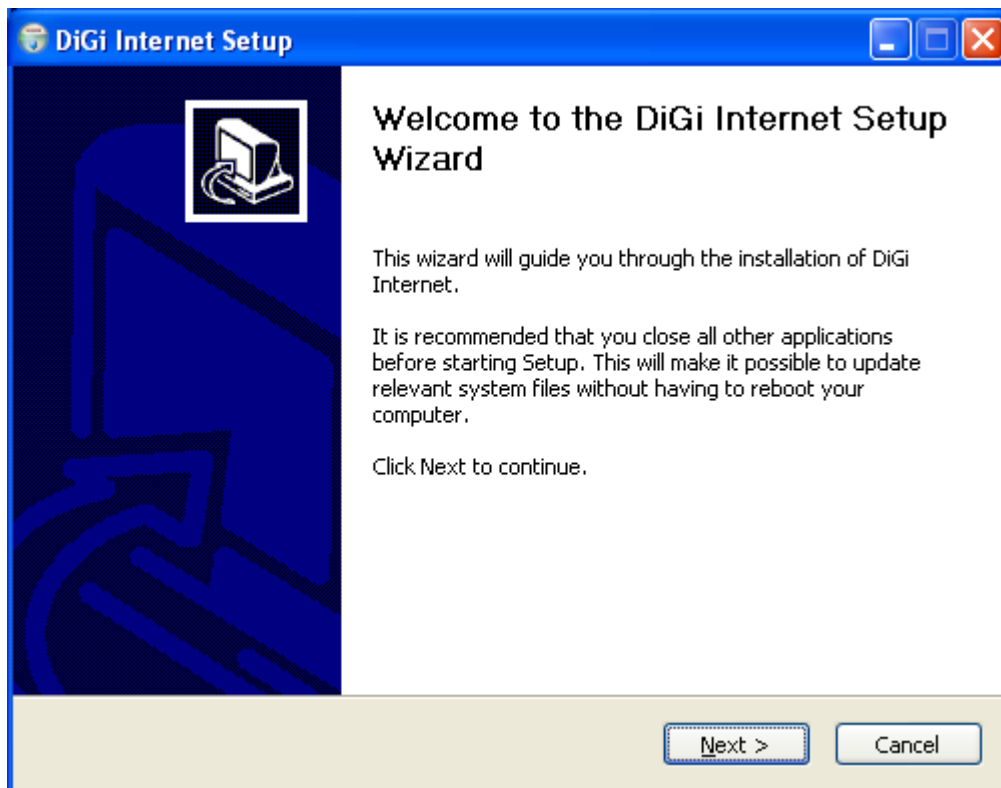 DiGi Internet Setup
Welcome to the DiGi Internet Setup
Wizard
This wizard will guide you through the installation of DiGi
Internet.
It is recommended that you close all other applications
before starting Setup. This will make it possible to update
relevant system files without having to reboot your
computer.
Click Next to continue.
Next >
Cancel